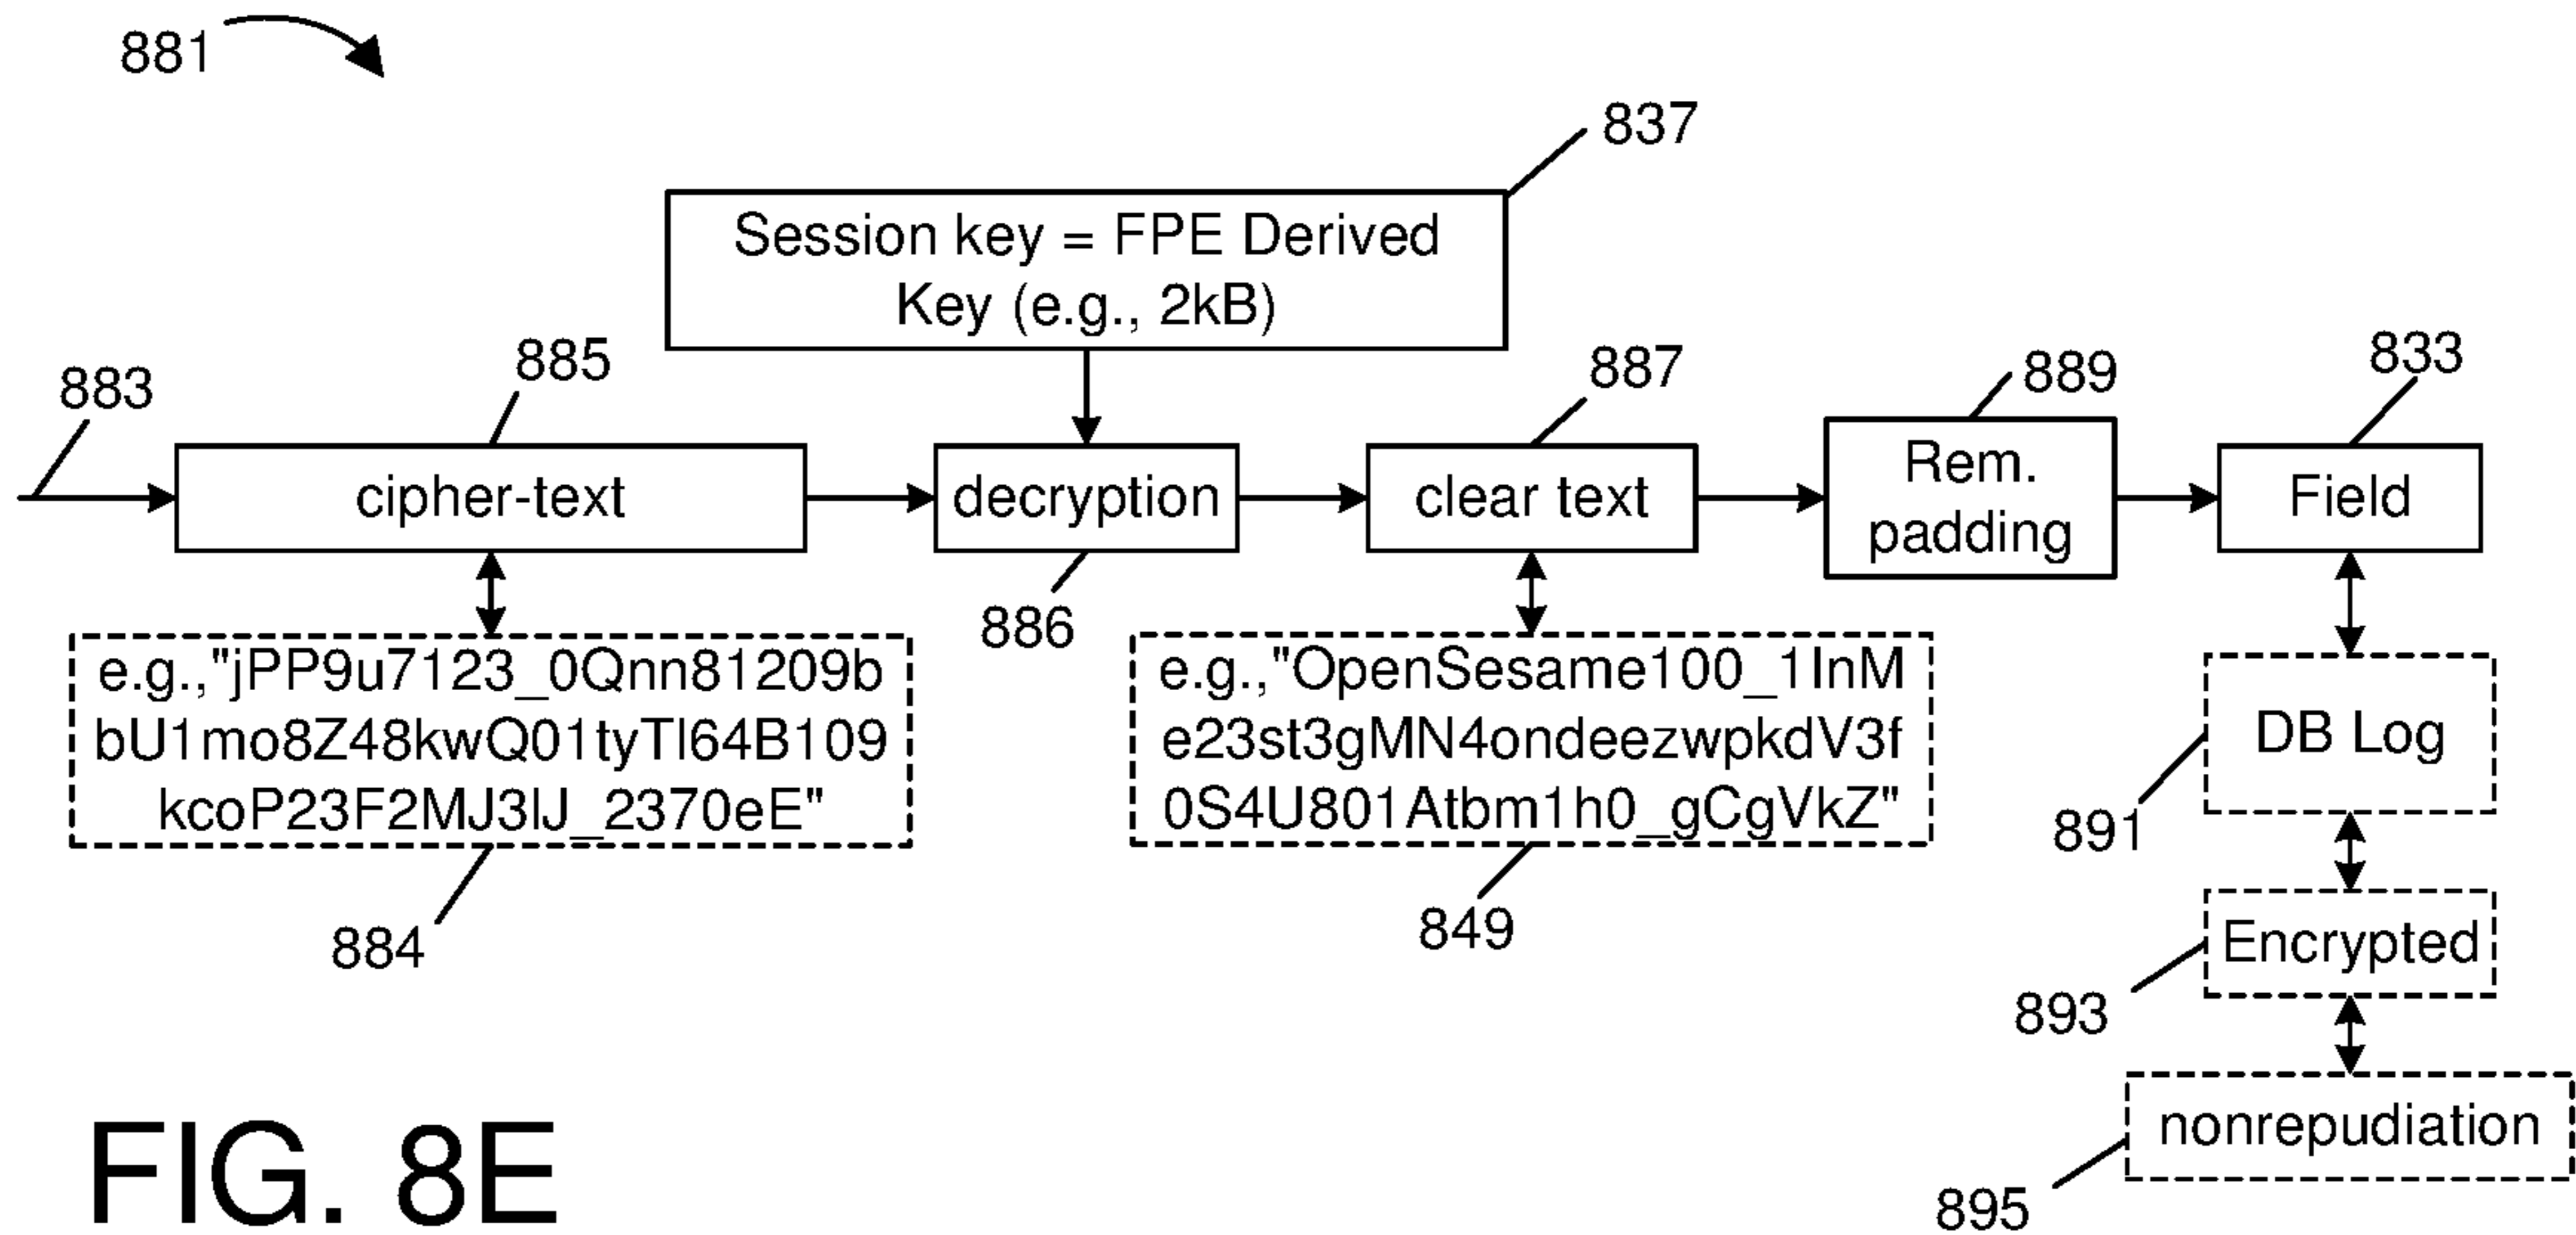 881
837
Session key = FPE Derived
Key (e.g., 2kB)
883
885
887
889
833
cipher-text
decryption
clear text
Rem.
padding
Field
886
e.g.,"jPP9u7123_0Qnn81209b
bU1mo8Z48kwQ01tyTl64B109
kcoP23F2MJ3lJ_2370eE"
884
e.g.,"OpenSesame100_1InM
e23st3gMN4ondeezwpkdV3f
0S4U801Atbm1h0_gCgVkZ"
849
DB Log
891
Encrypted
893
nonrepudiation
895
FIG. 8E